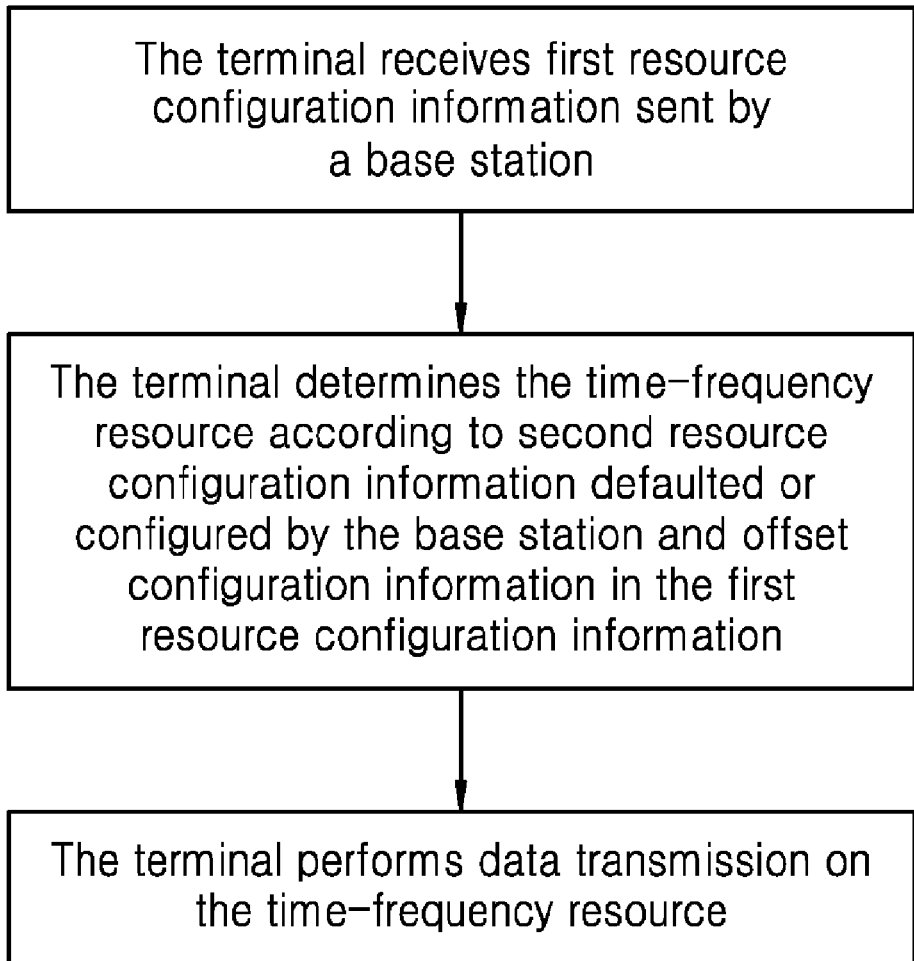 The terminal receives first resource
configuration information sent by
a base station
The terminal determines the time-frequency
resource according to second resource
configuration information defaulted or
configured by the base station and offset
configuration information in the first
resource configuration information
The terminal performs data transmission on
the time-frequency resource